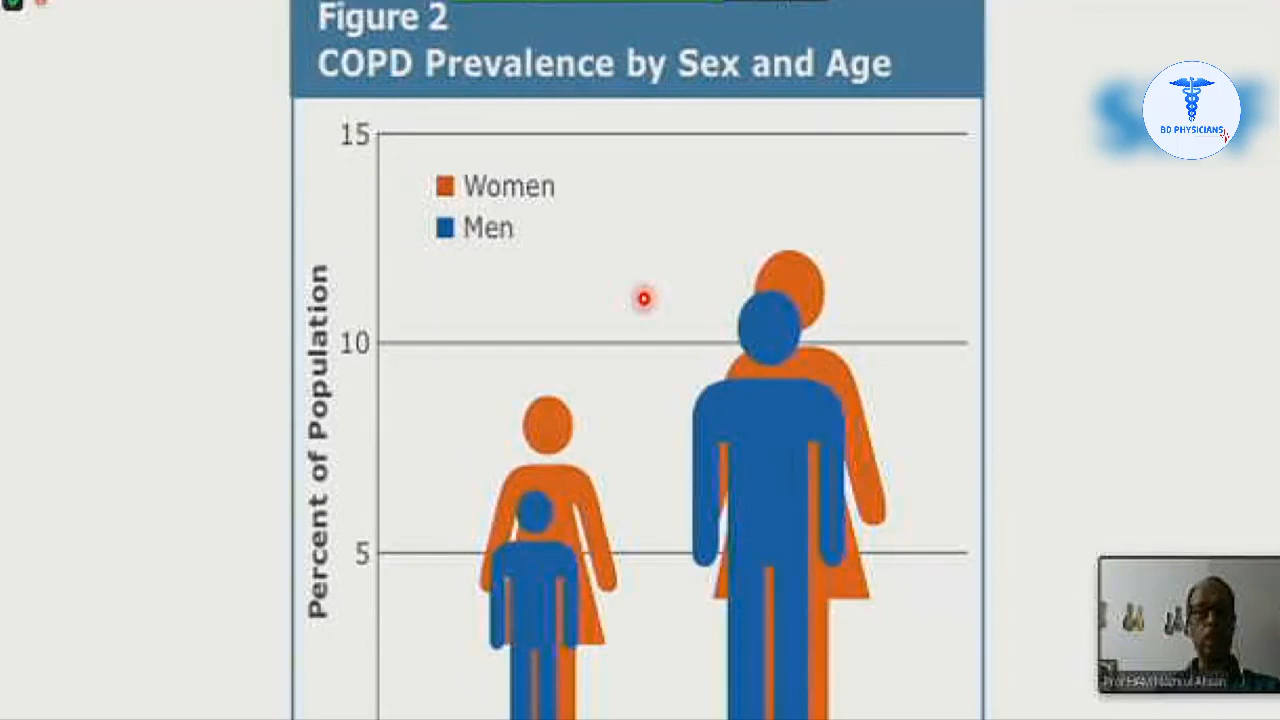 Figure 2
COPD Prevalence by Sex and Age
15
Women
Men
10
5
Percent of Population
BD PHYSICIANS